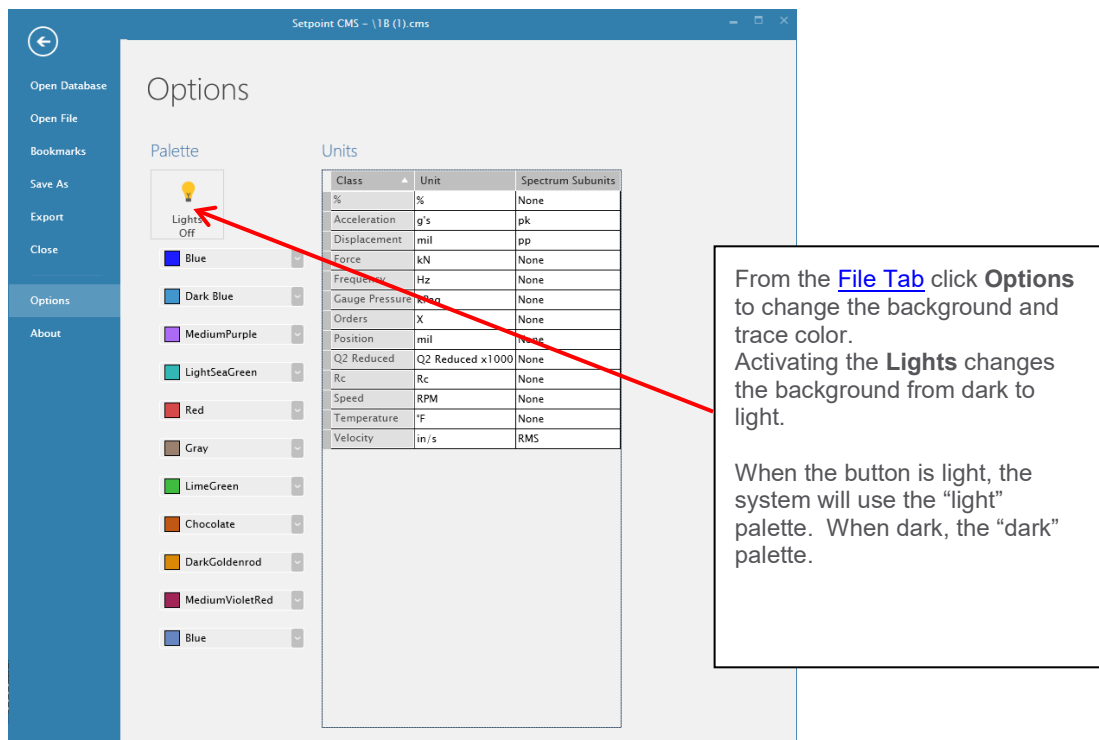 Setpoint CMS – \1B (1).cms
Open Database
Open File
Bookmarks
Save As
Export
Close
Options
About
Options
Palette
Lights
Off
Blue
Dark Blue
MediumPurple
LightSeaGreen
Red
Gray
LimeGreen
Chocolate
DarkGoldenrod
MediumVioletRed
Blue
Units
Class Unit Spectrum Subunits
% % None
Acceleration g's pk
Displacement mil pp
Force kN None
Frequency Hz None
Gauge Pressure kPag None
Orders X None
Position mil None
Q2 Reduced Q2 Reduced x1000 None
Rc Rc None
Speed RPM None
Temperature °F None
Velocity in/s RMS
From the File Tab click Options
to change the background and
trace color.
Activating the Lights changes
the background from dark to
light.
When the button is light, the
system will use the “light”
palette. When dark, the “dark”
palette.